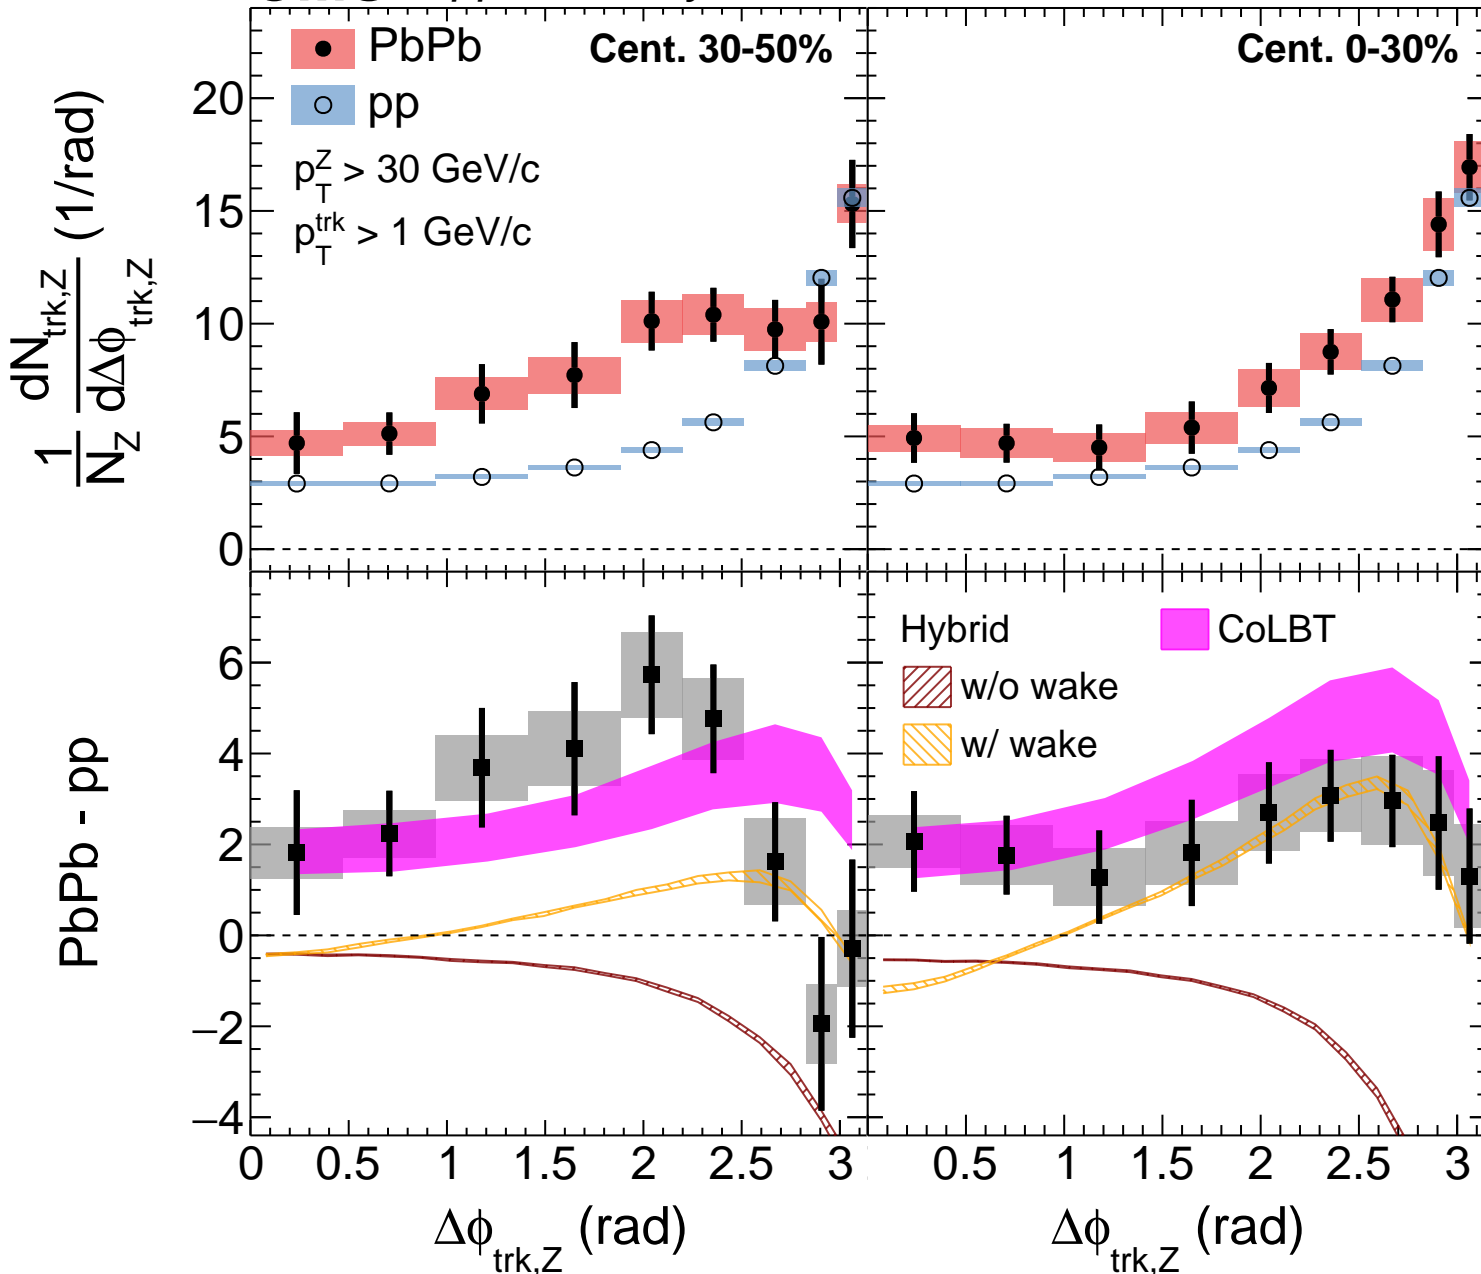 PbPb
pp
p_T^Z > 30 GeV/c
p_T^trk > 1 GeV/c
Cent. 30-50%
Cent. 0-30%
1/N_Z dN_trk,Z/dΔϕ_trk,Z (1/rad)
20
15
10
5
0
Hybrid
w/o wake
w/ wake
CoLBT
PbPb - pp
6
4
2
0
−2
−4
0 0.5 1 1.5 2 2.5 3
0.5 1 1.5 2 2.5 3
Δϕ_trk,Z (rad)
Δϕ_trk,Z (rad)